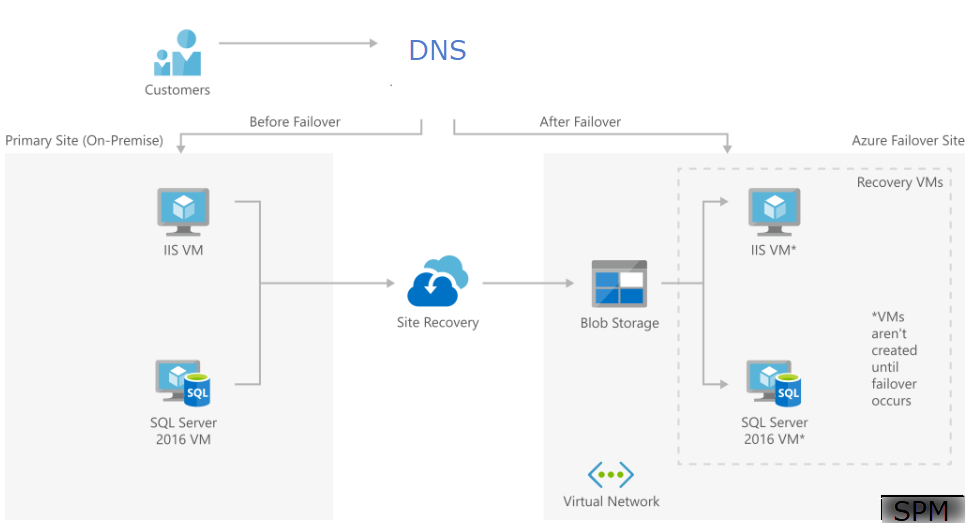 DNS
Customers
Before Failover
After Failover
Primary Site (On-Premise)
Azure Failover Site
Recovery VMs
IIS VM
IIS VM*
Site Recovery
Blob Storage
*VMs
aren't
created
until
failover
occurs
SQL
SQL
SQL Server
2016 VM
SQL Server
2016 VM*
Virtual Network
SPM